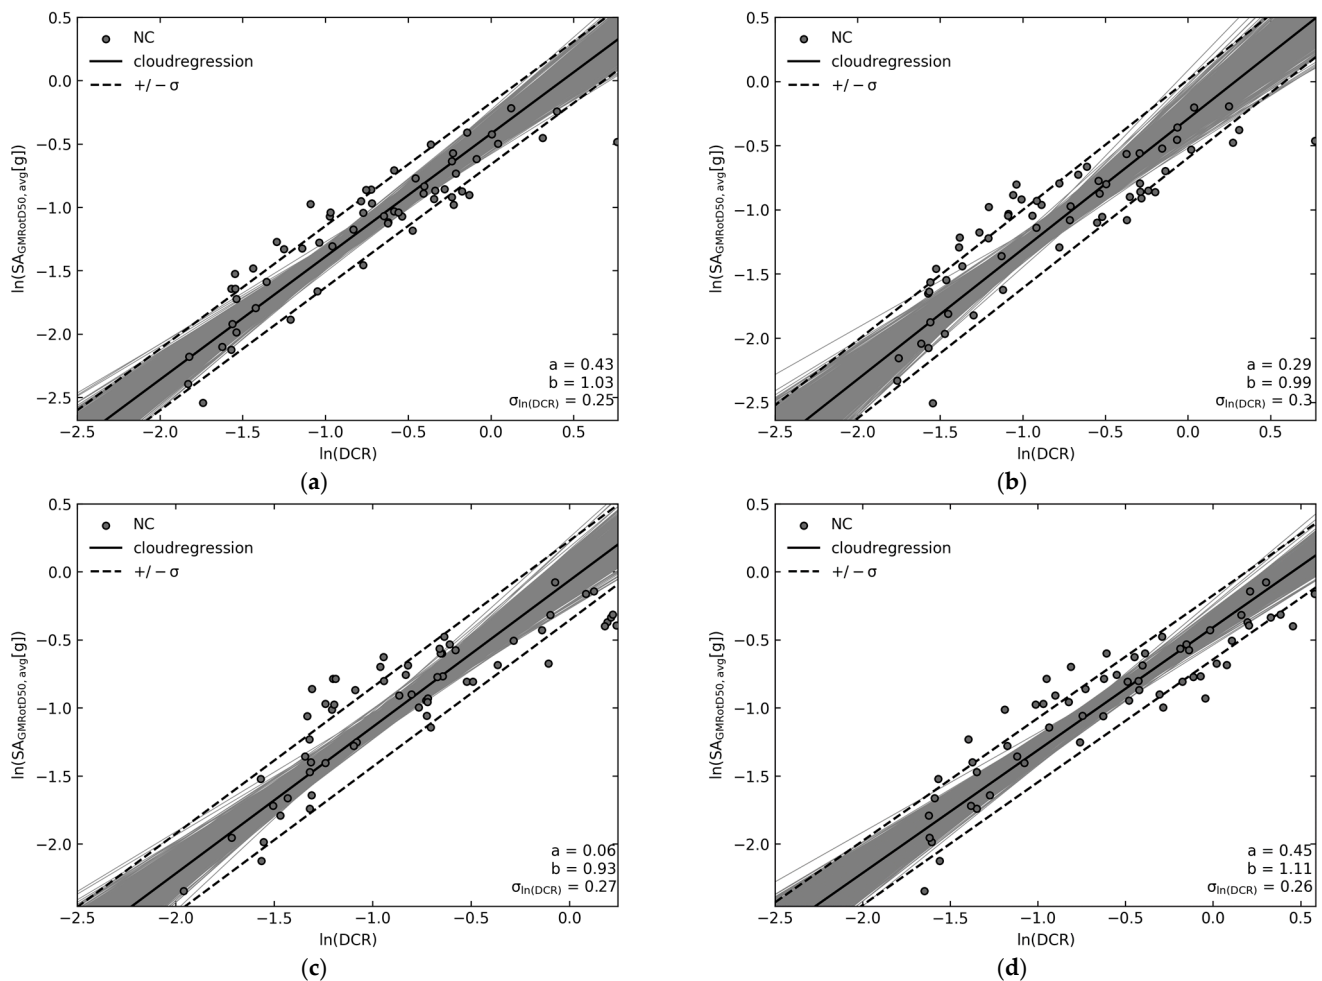 0.5
0.0
−0.5
−1.0
−1.5
−2.0
−2.5
ln(SA_GMRotD50, avg[g])
NC
cloudregression
+/− σ
a = 0.43
b = 1.03
σ_ln(DCR) = 0.25
−2.5 −2.0 −1.5 −1.0 −0.5 0.0 0.5
ln(DCR)
(a)
0.5
0.0
−0.5
−1.0
−1.5
−2.0
−2.5
ln(SA_GMRotD50, avg[g])
NC
cloudregression
+/− σ
a = 0.29
b = 0.99
σ_ln(DCR) = 0.3
−2.5 −2.0 −1.5 −1.0 −0.5 0.0 0.5
ln(DCR)
(b)
0.5
0.0
−0.5
−1.0
−1.5
−2.0
ln(SA_GMRotD50, avg[g])
NC
cloudregression
+/− σ
a = 0.06
b = 0.93
σ_ln(DCR) = 0.27
−2.5 −2.0 −1.5 −1.0 −0.5 0.0
ln(DCR)
(c)
0.5
0.0
−0.5
−1.0
−1.5
−2.0
ln(SA_GMRotD50, avg[g])
NC
cloudregression
+/− σ
a = 0.45
b = 1.11
σ_ln(DCR) = 0.26
−2.5 −2.0 −1.5 −1.0 −0.5 0.0 0.5
ln(DCR)
(d)